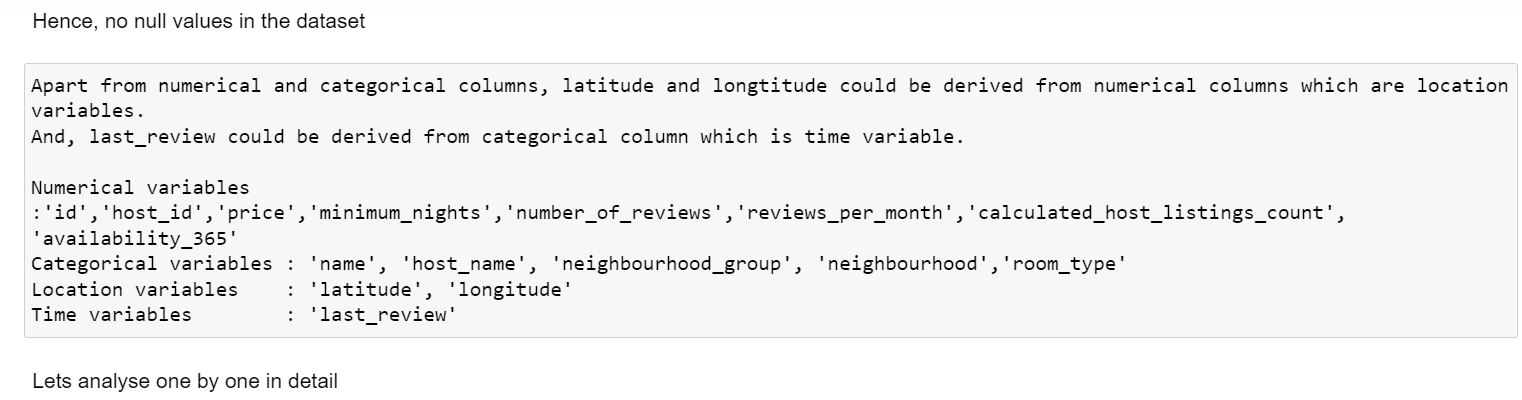 Hence, no null values in the dataset
Apart from numerical and categorical columns, latitude and longtitude could be derived from numerical columns which are location
variables.
And, last_review could be derived from categorical column which is time variable.
Numerical variables
:'id','host_id','price','minimum_nights','number_of_reviews','reviews_per_month','calculated_host_listings_count',
'availability_365'
Categorical variables : 'name', 'host_name', 'neighbourhood_group', 'neighbourhood','room_type'
Location variables    : 'latitude', 'longitude'
Time variables        : 'last_review'
Lets analyse one by one in detail